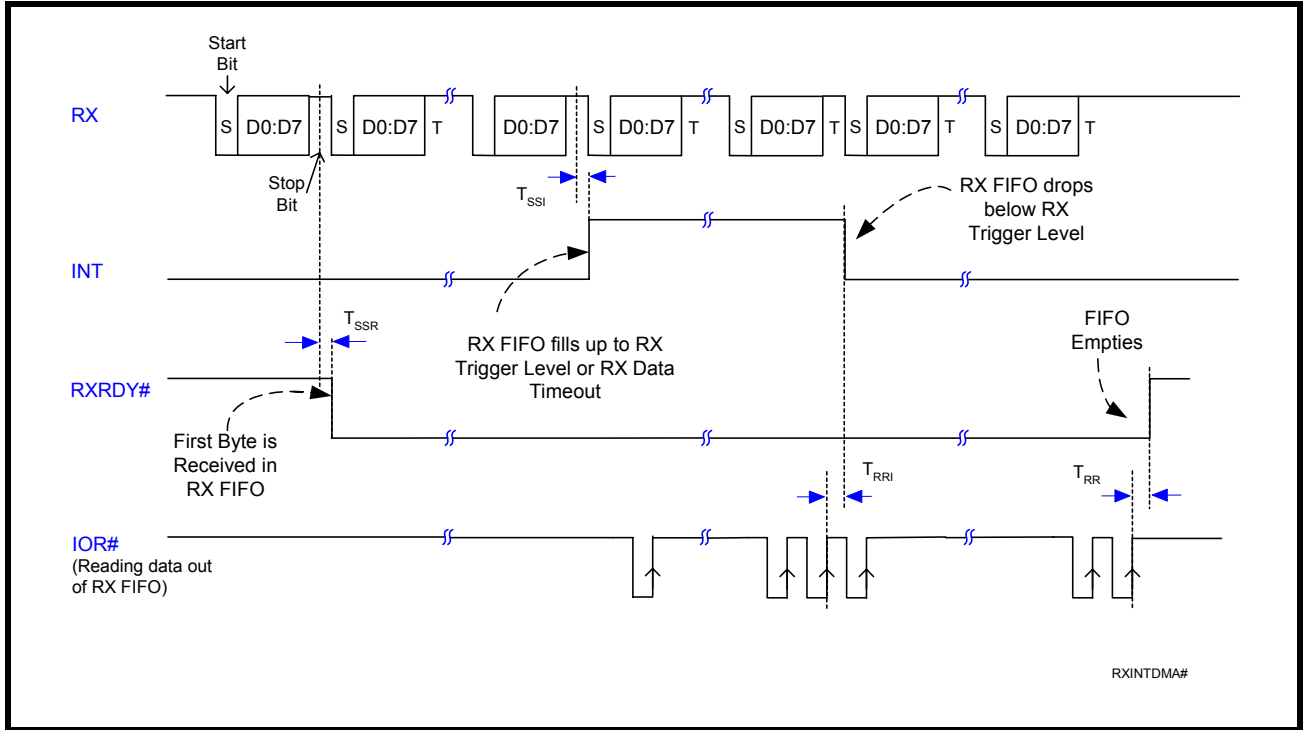 Start
Bit
RX
S D0:D7 S D0:D7 T D0:D7 S D0:D7 T S D0:D7 T S D0:D7 T S D0:D7 T
Stop
Bit
TSSI
RX FIFO drops
below RX
Trigger Level
INT
TSSR
RX FIFO fills up to RX
Trigger Level or RX Data
Timeout
FIFO
Empties
RXRDY#
First Byte is
Received in
RX FIFO
TRRI
TRR
IOR#
(Reading data out
of RX FIFO)
RXINTDMA#